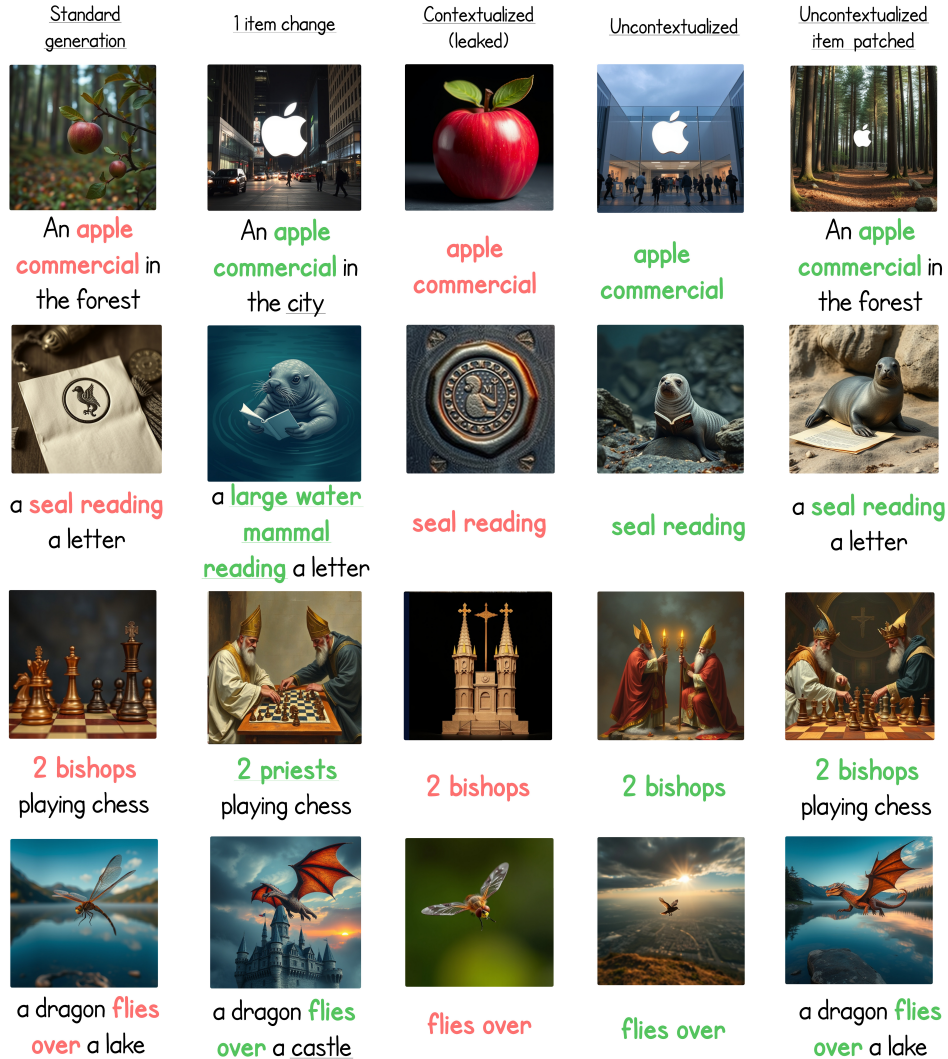 Standard
generation
1 item change
Contextualized
(leaked)
Uncontextualized
Uncontextualized
item patched
An apple
commercial in
the forest
An apple
commercial in
the city
apple
commercial
apple
commercial
An apple
commercial in
the forest
a seal reading
a letter
a large water
mammal
reading a letter
seal reading
seal reading
a seal reading
a letter
2 bishops
playing chess
2 priests
playing chess
2 bishops
2 bishops
2 bishops
playing chess
a dragon flies
over a lake
a dragon flies
over a castle
flies over
flies over
a dragon flies
over a lake